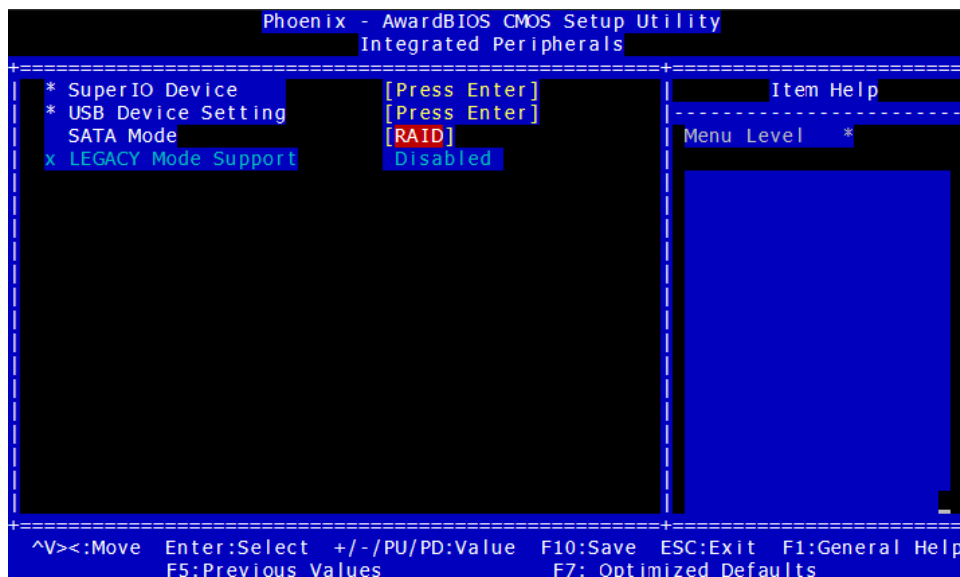 Phoenix - AwardBIOS CMOS Setup Utility
Integrated Peripherals
* SuperIO Device [Press Enter]
* USB Device Setting [Press Enter]
SATA Mode [RAID]
x LEGACY Mode Support Disabled
Item Help
Menu Level *
^V><:Move Enter:Select +/-/PU/PD:Value F10:Save ESC:Exit F1:General Help
F5:Previous Values F7: Optimized Defaults